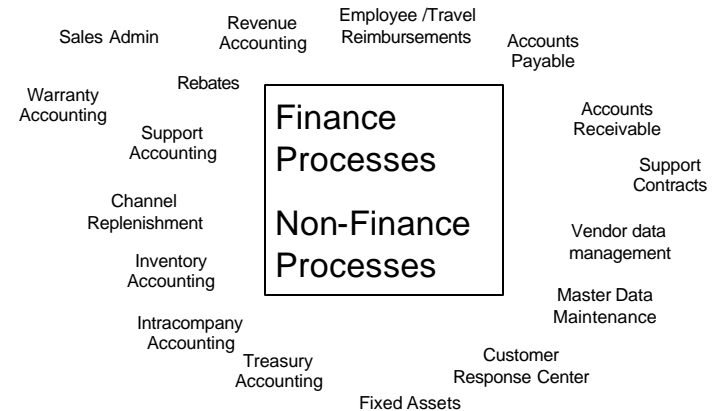 Sales Admin
Revenue
Accounting
Employee /Travel
Reimbursements
Accounts
Payable
Rebates
Warranty
Accounting
Support
Accounting
Finance
Processes
Non-Finance
Processes
Accounts
Receivable
Support
Contracts
Channel
Replenishment
Vendor data
management
Inventory
Accounting
Master Data
Maintenance
Intracompany
Accounting
Treasury
Accounting
Customer
Response Center
Fixed Assets